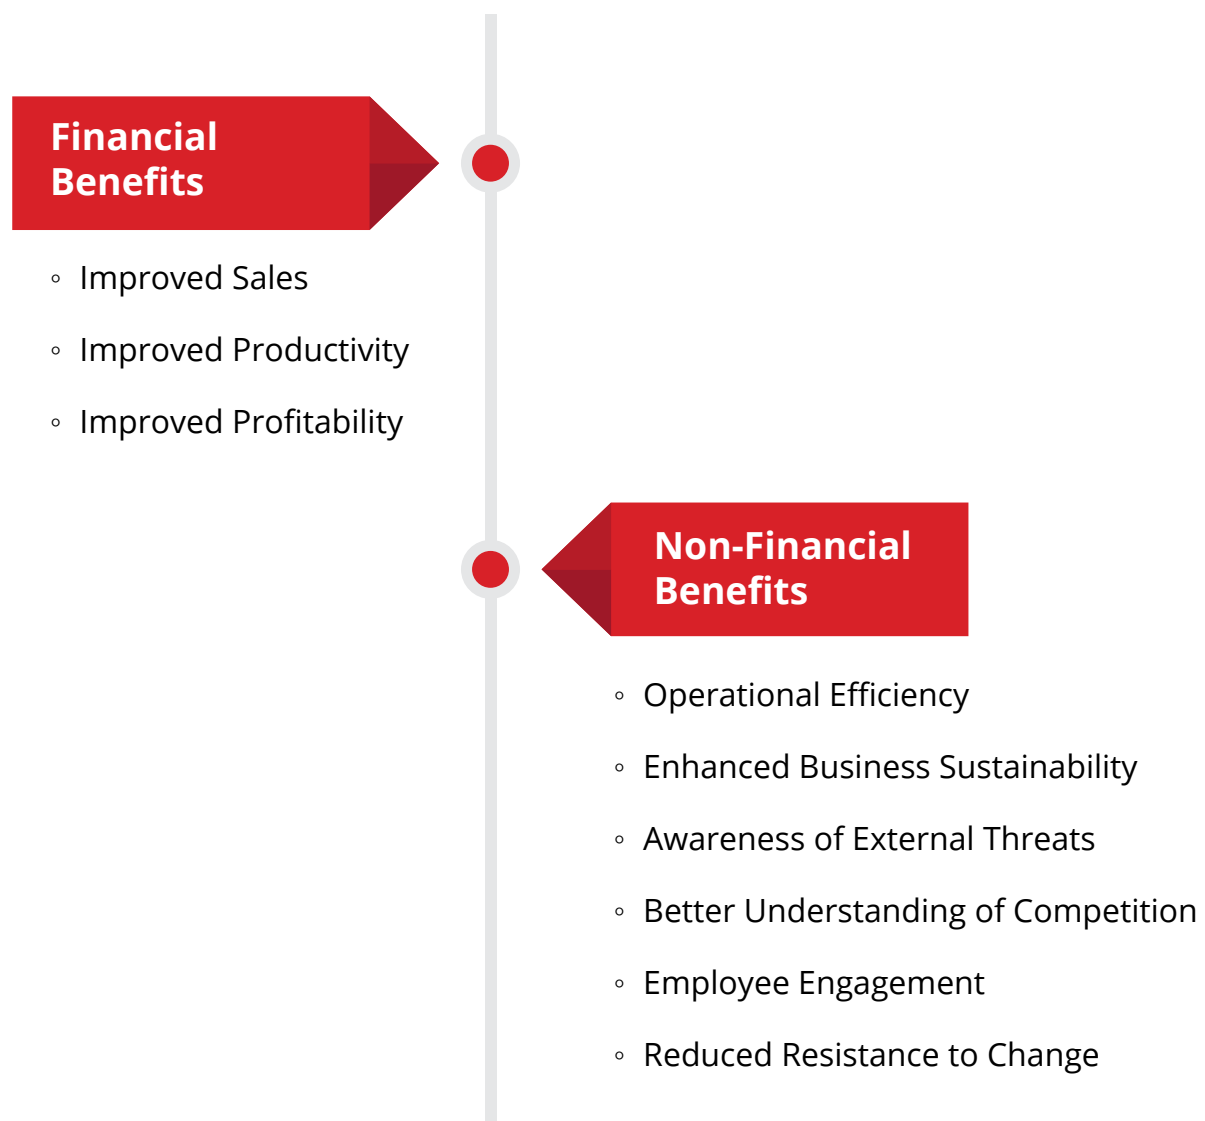 Financial
Benefits
◦ Improved Sales
◦ Improved Productivity
◦ Improved Profitability
Non-Financial
Benefits
◦ Operational Efficiency
◦ Enhanced Business Sustainability
◦ Awareness of External Threats
◦ Better Understanding of Competition
◦ Employee Engagement
◦ Reduced Resistance to Change